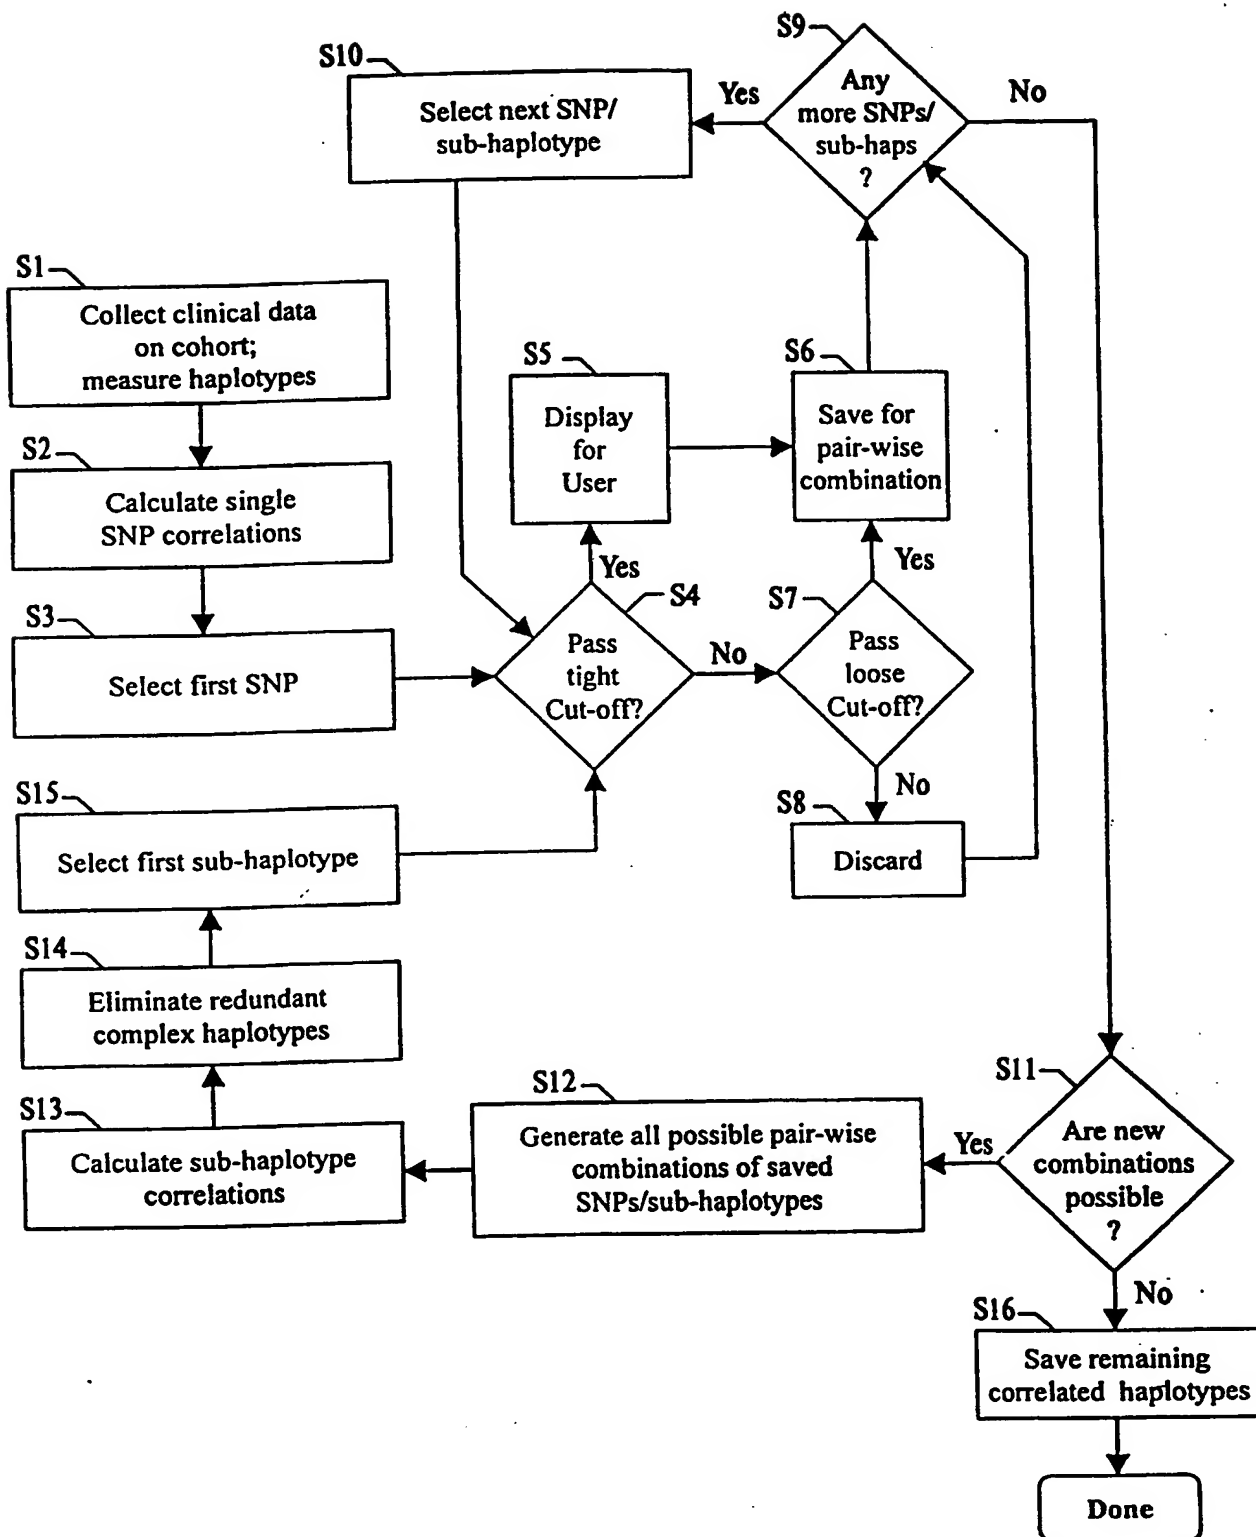 S9
S10
Any
more SNPs/
sub-haps
?
Yes
No
Select next SNP/
sub-haplotype
S1
Collect clinical data
on cohort;
measure haplotypes
S5
Display
for
User
S6
Save for
pair-wise
combination
S2
Calculate single
SNP correlations
Yes
Yes
S3
Select first SNP
S4
Pass
tight
Cut-off?
No
S7
Pass
loose
Cut-off?
No
S8
Discard
S15
Select first sub-haplotype
S14
Eliminate redundant
complex haplotypes
S13
Calculate sub-haplotype
correlations
S12
Generate all possible pair-wise
combinations of saved
SNPs/sub-haplotypes
Yes
S11
Are new
combinations
possible
?
No
S16
Save remaining
correlated haplotypes
Done